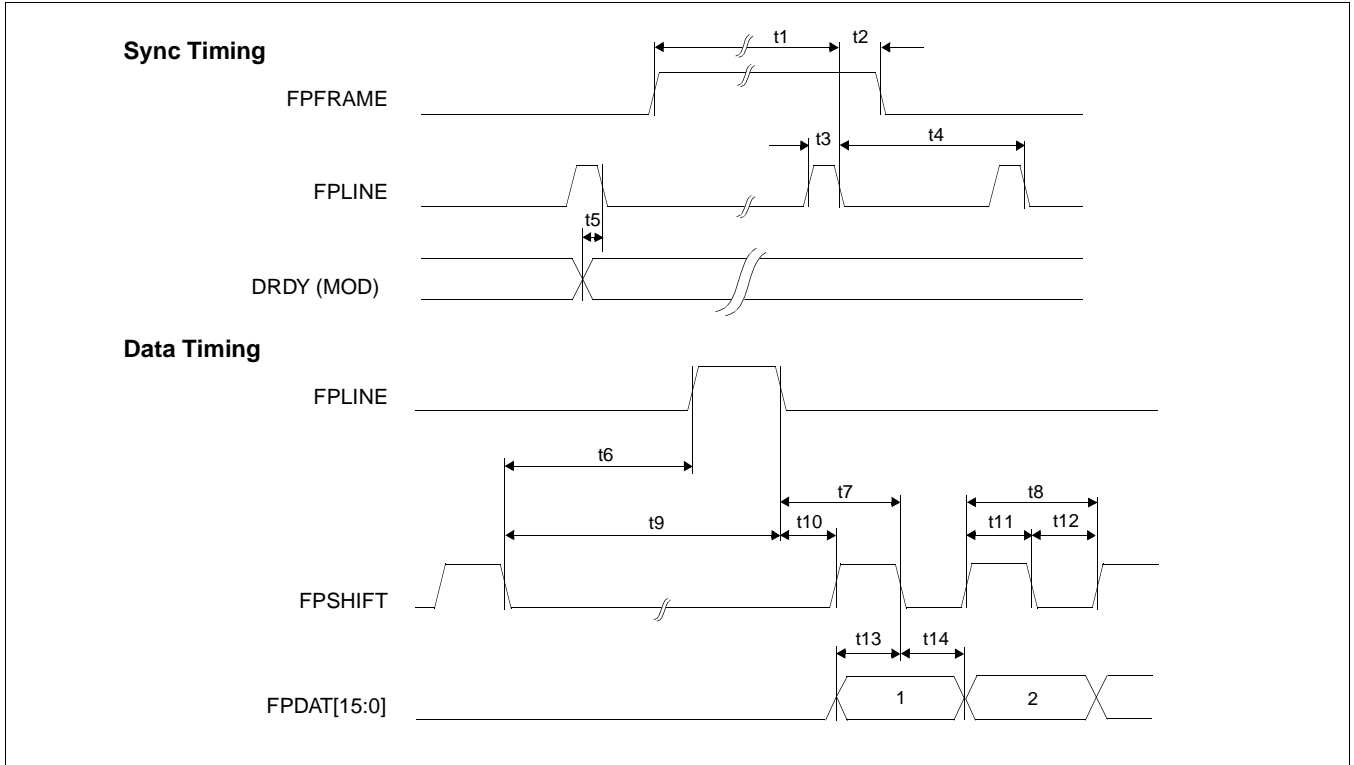 Sync Timing
t1
t2
FPFRAME
t3
t4
FPLINE
t5
DRDY (MOD)
Data Timing
FPLINE
t6
t7
t8
t9
t10
t11
t12
FPSHIFT
t13
t14
FPDAT[15:0]
1
2